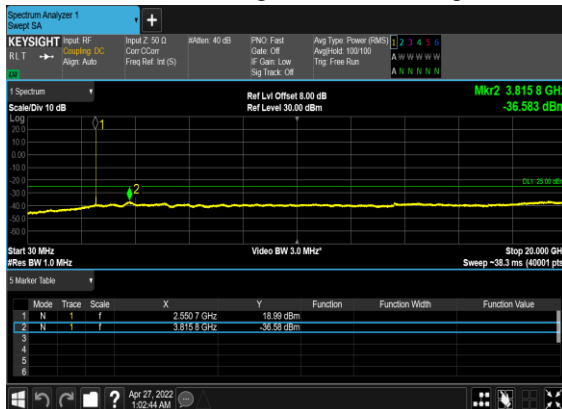 Spectrum Analyzer 1
Swept SA
KEYSIGHT Input: RF Input Z: 50 Ω #Atten: 40 dB PNO: Fast Avg Type: Power (RMS) 1 2 3 4 5 6
RLT Coupling: DC Corr CCorr Gate: Off Avg|Hold: 100/100 A W W W W W
Align: Auto Freq Ref: Int (S) IF Gain: Low Trig: Free Run
LXI Sig Track: Off A N N N N N
1 Spectrum Ref Lvl Offset 8.00 dB Mkr2 3.815 8 GHz
Scale/Div 10 dB Ref Level 30.00 dBm -36.583 dBm
Log
20.0 1
10.0
0.00
-10.0
-20.0 2 DL1 -25.00 dBm
-30.0
-40.0
-50.0
-60.0
Start 30 MHz Video BW 3.0 MHz* Stop 20.000 GHz
#Res BW 1.0 MHz Sweep ~38.3 ms (40001 pts)
5 Marker Table
Mode Trace Scale X Y Function Function Width Function Value
1 N 1 f 2.550 7 GHz 18.99 dBm
2 N 1 f 3.815 8 GHz -36.58 dBm
3
4
5
6
? Apr 27, 2022
1:02:44 AM